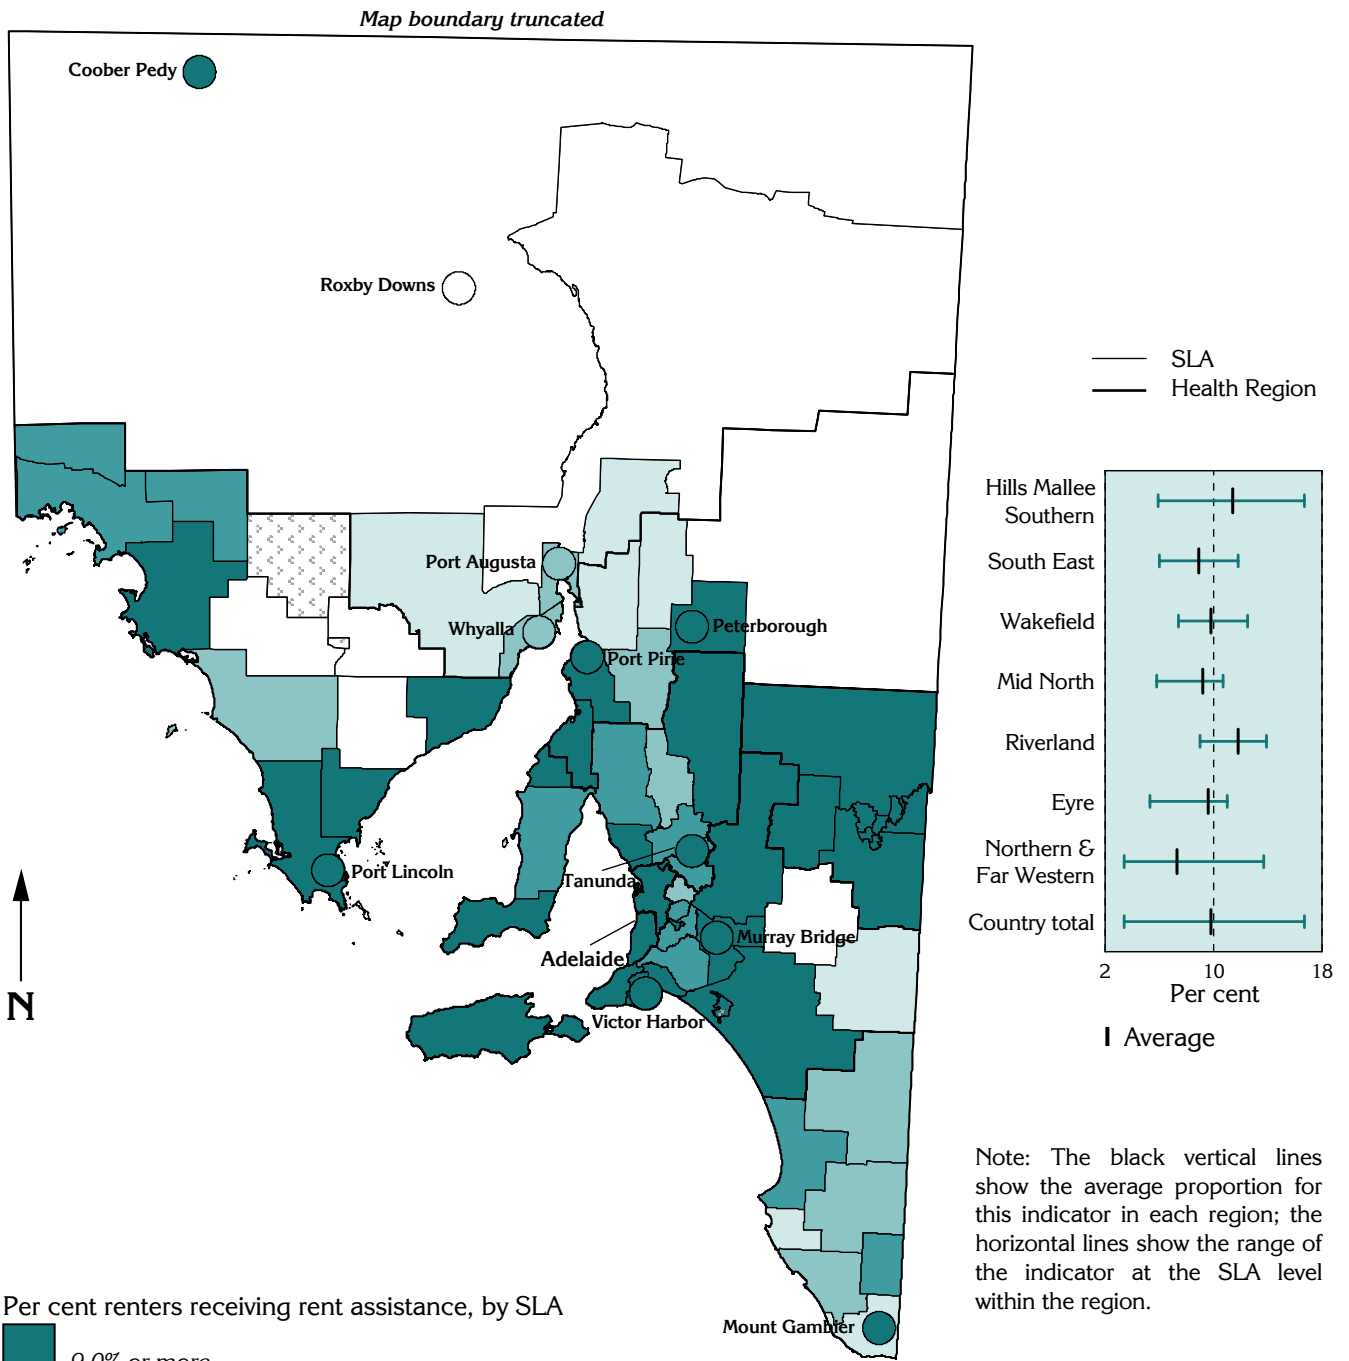 Map boundary truncated
Coober Pedy
Roxby Downs
SLA
Health Region
Port Augusta
Whyalla
Peterborough
Port Pirie
Port Lincoln
Tanunda
Adelaide
Murray Bridge
Victor Harbor
Mount Gambier
N
Hills Mallee
Southern
South East
Wakefield
Mid North
Riverland
Eyre
Northern &
Far Western
Country total
2 10 18
Per cent
Average
Note: The black vertical lines
show the average proportion for
this indicator in each region; the
horizontal lines show the range of
the indicator at the SLA level
within the region.
Per cent renters receiving rent assistance, by SLA
9.0% or more